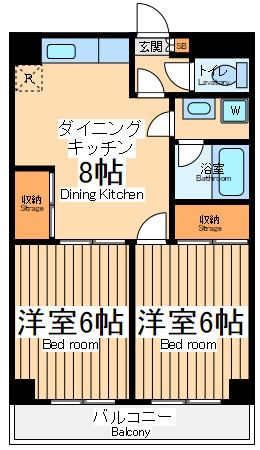 玄関
SB
トイレ
Lavatory
R
W
ダイニング
キッチン
8帖
Dining Kitchen
浴室
Bathroom
収納
Strage
収納
Strage
洋室6帖
Bed room
洋室6帖
Bed room
バルコニー
Balcony